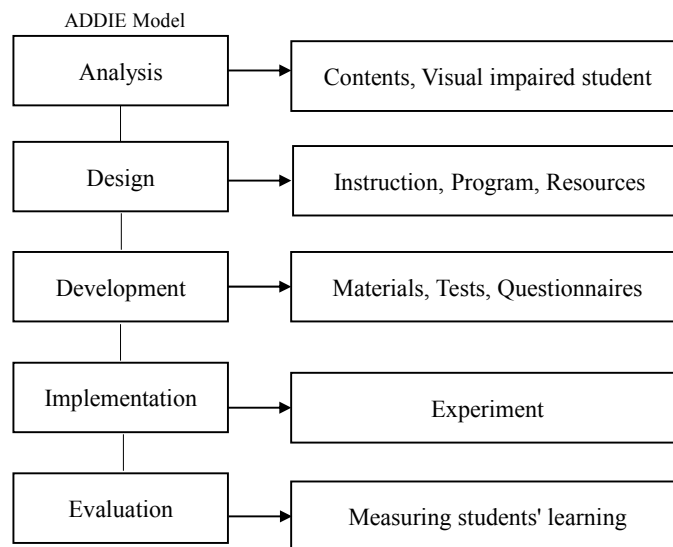 ADDIE Model
Analysis
Contents, Visual impaired student
Design
Instruction, Program, Resources
Development
Materials, Tests, Questionnaires
Implementation
Experiment
Evaluation
Measuring students' learning